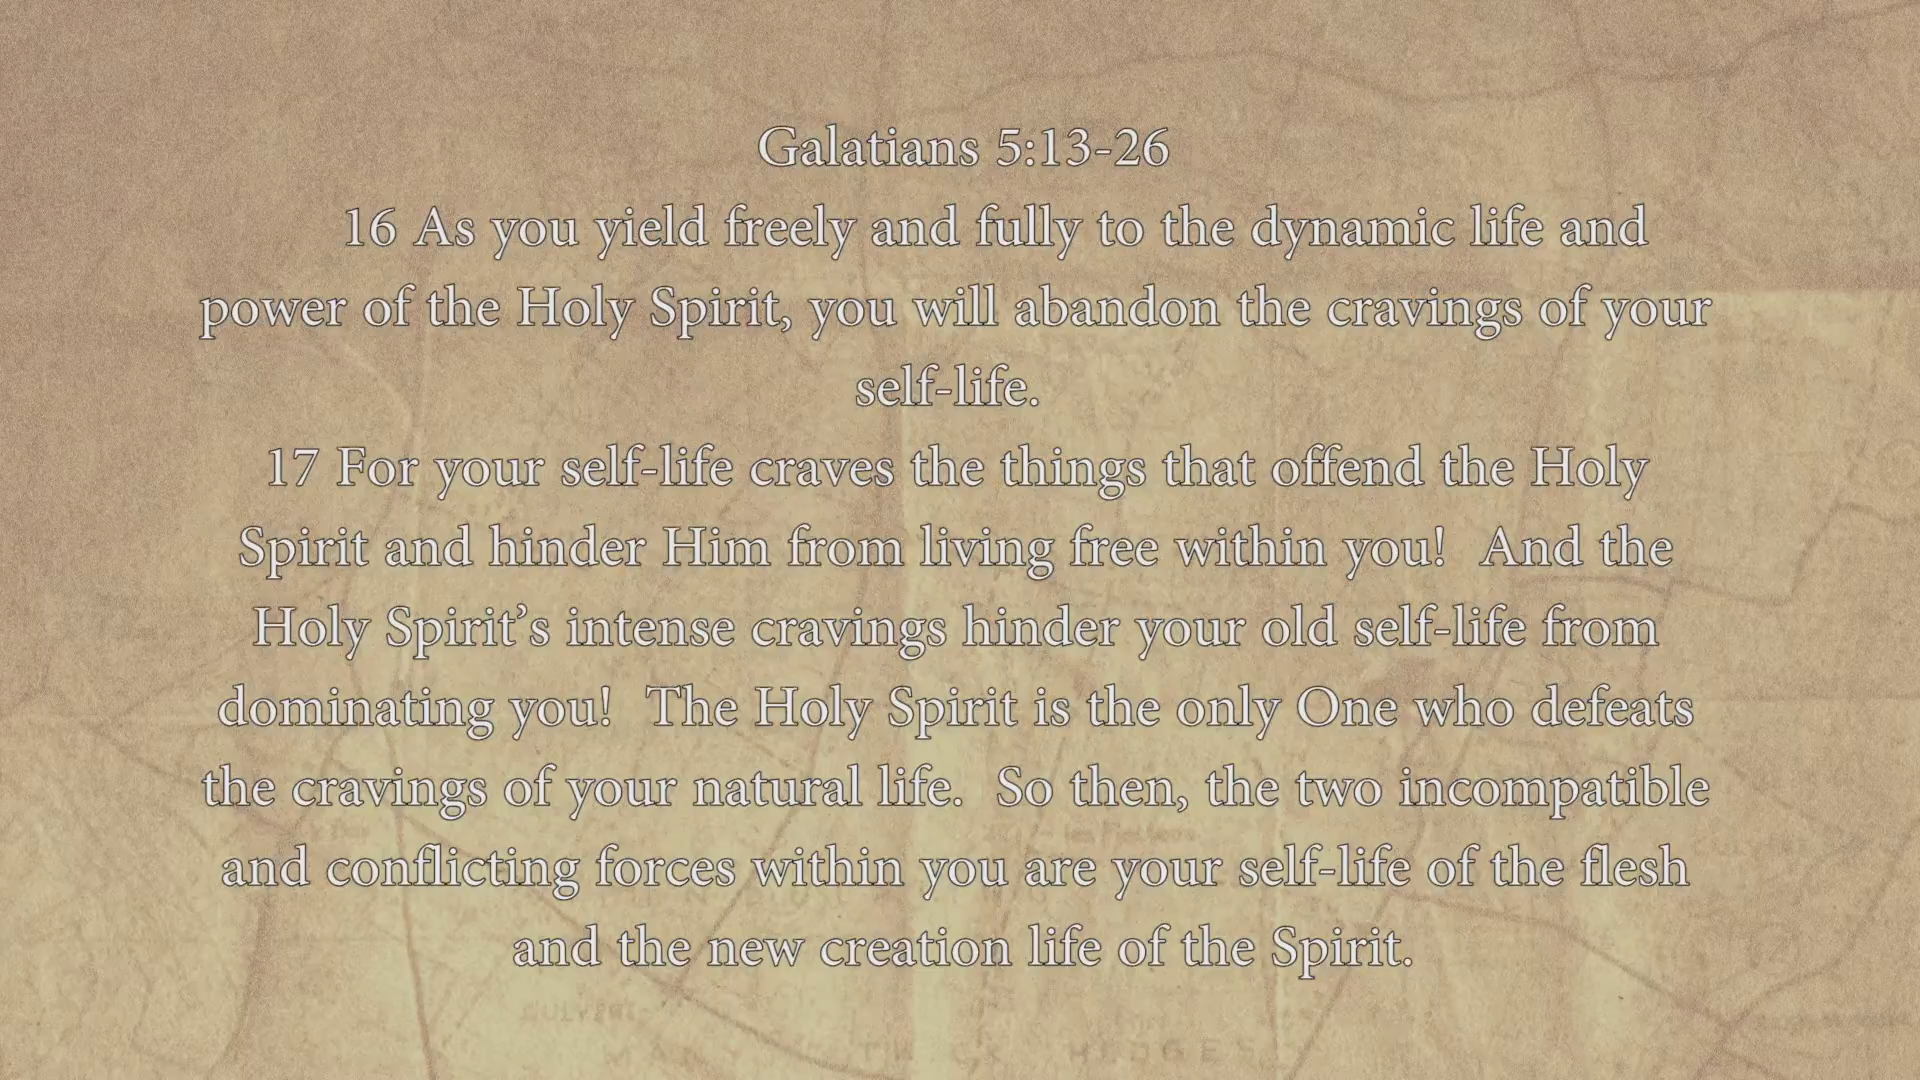 Galatians 5:13-26
16 As you yield freely and fully to the dynamic life and
power of the Holy Spirit, you will abandon the cravings of your
self-life.
17 For your self-life craves the things that offend the Holy
Spirit and hinder Him from living free within you!  And the
Holy Spirit’s intense cravings hinder your old self-life from
dominating you!  The Holy Spirit is the only One who defeats
the cravings of your natural life.  So then, the two incompatible
and conflicting forces within you are your self-life of the flesh
and the new creation life of the Spirit.
HEDGES